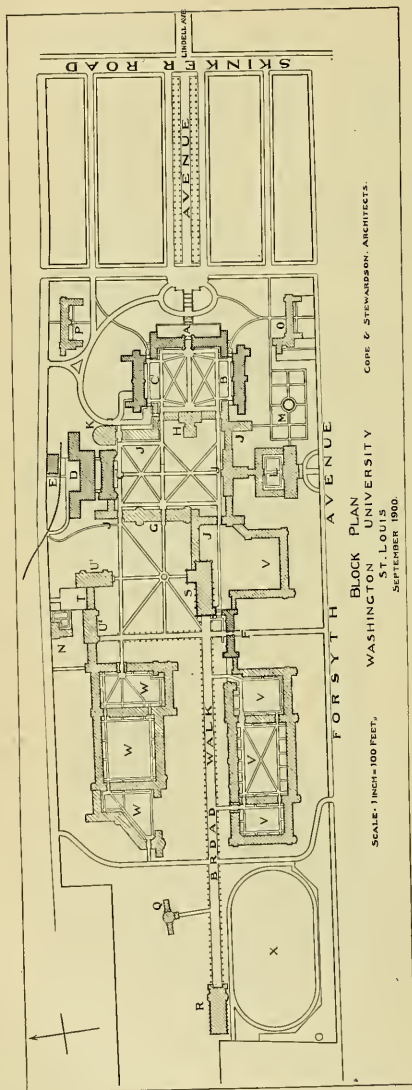 LINDELL AVE
SKINKER ROAD
AVENUE
P
O
A
C
B
K
H
M
E
D
J
J
J
G
J
U'
T
U"
S
V
N
F
W
W
W
V
V
V
BROAD WALK
Q
R
X
FORSYTH AVENUE
BLOCK PLAN
WASHINGTON UNIVERSITY
ST. LOUIS
SEPTEMBER 1900.
COPE & STEWARDSON. ARCHITECTS.
SCALE. 1 INCH = 100 FEET.